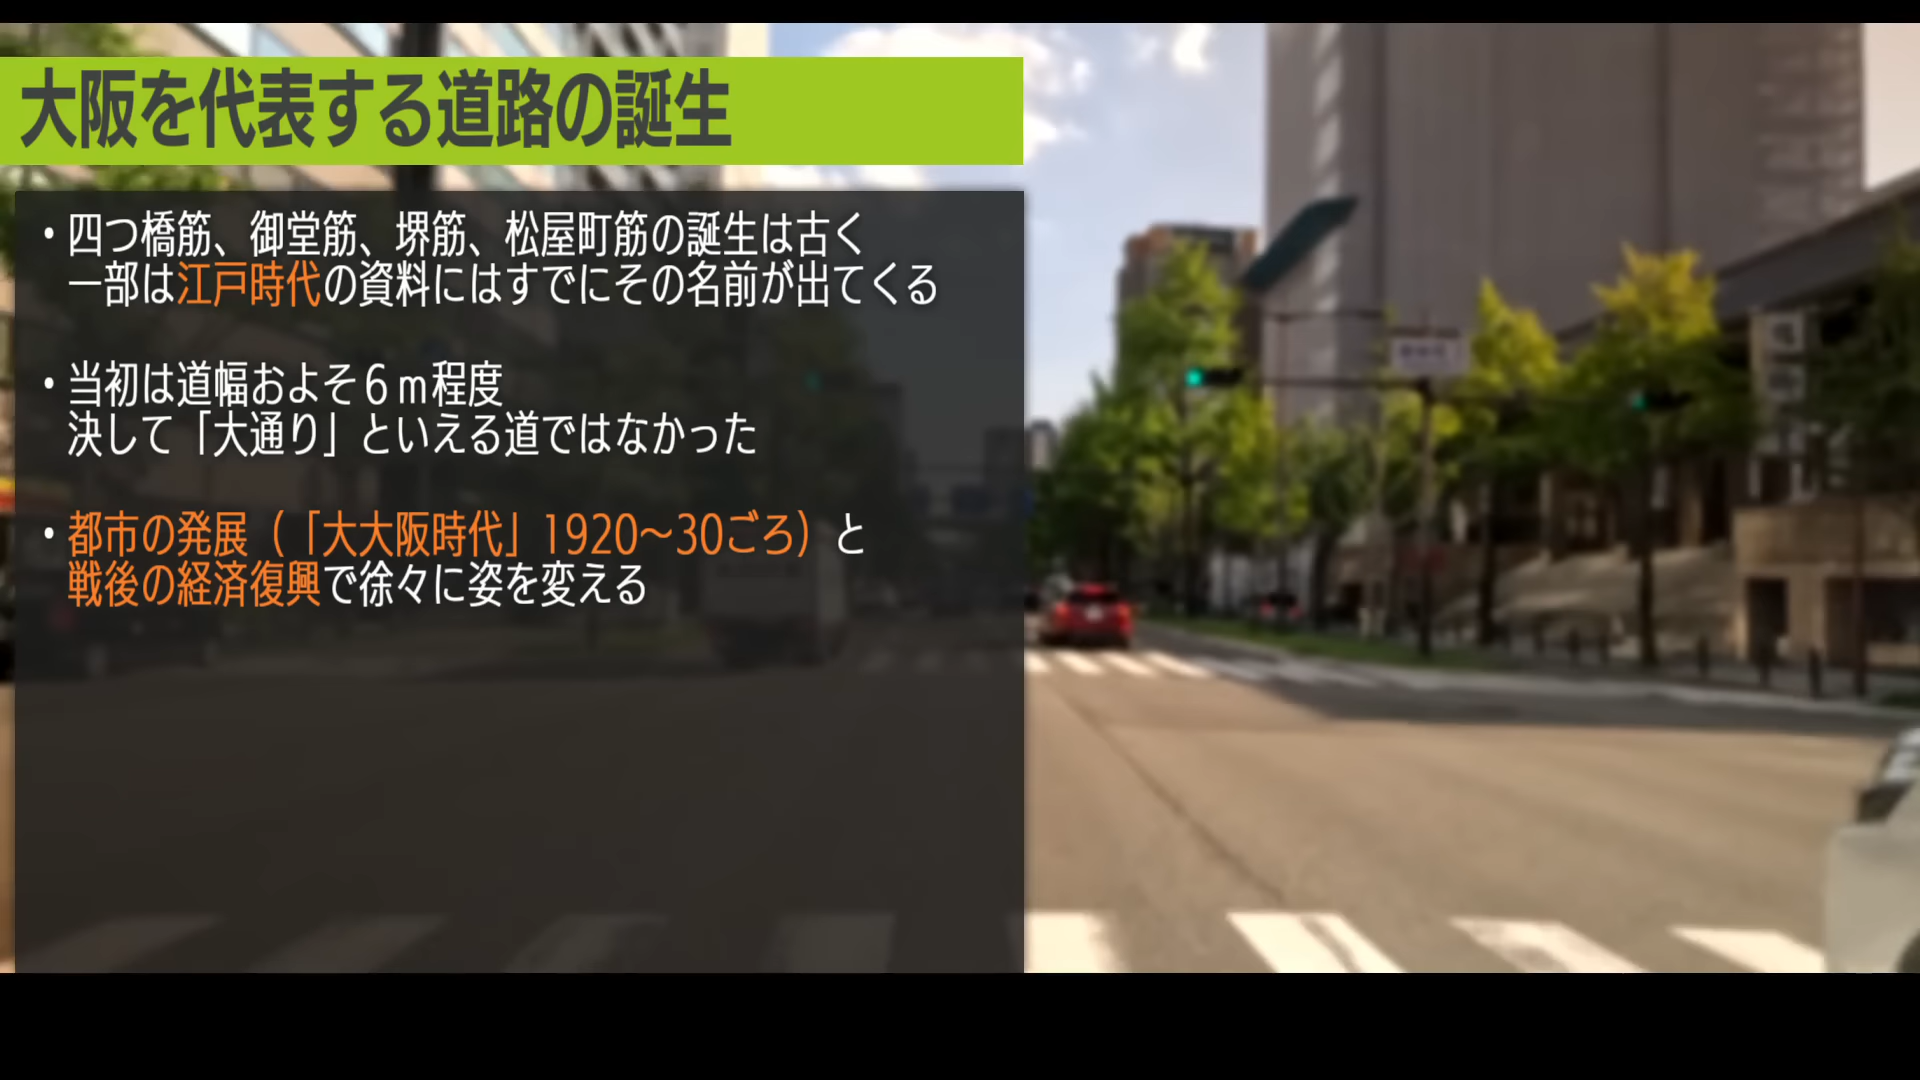 大阪を代表する道路の誕生
・四つ橋筋、御堂筋、堺筋、松屋町筋の誕生は古く
一部は江戸時代の資料にはすでにその名前が出てくる
・当初は道幅およそ６ｍ程度
決して「大通り」といえる道ではなかった
・都市の発展（「大大阪時代」1920～30ごろ）と
戦後の経済復興で徐々に姿を変える